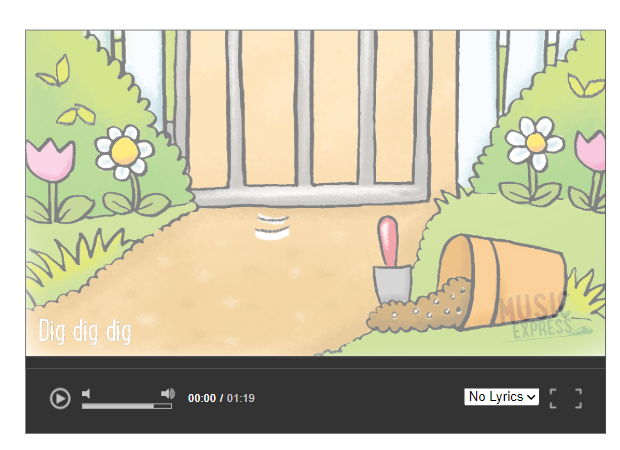 Dig dig dig
MUSIC
EXPRESS
00:00 / 01:19
No Lyrics